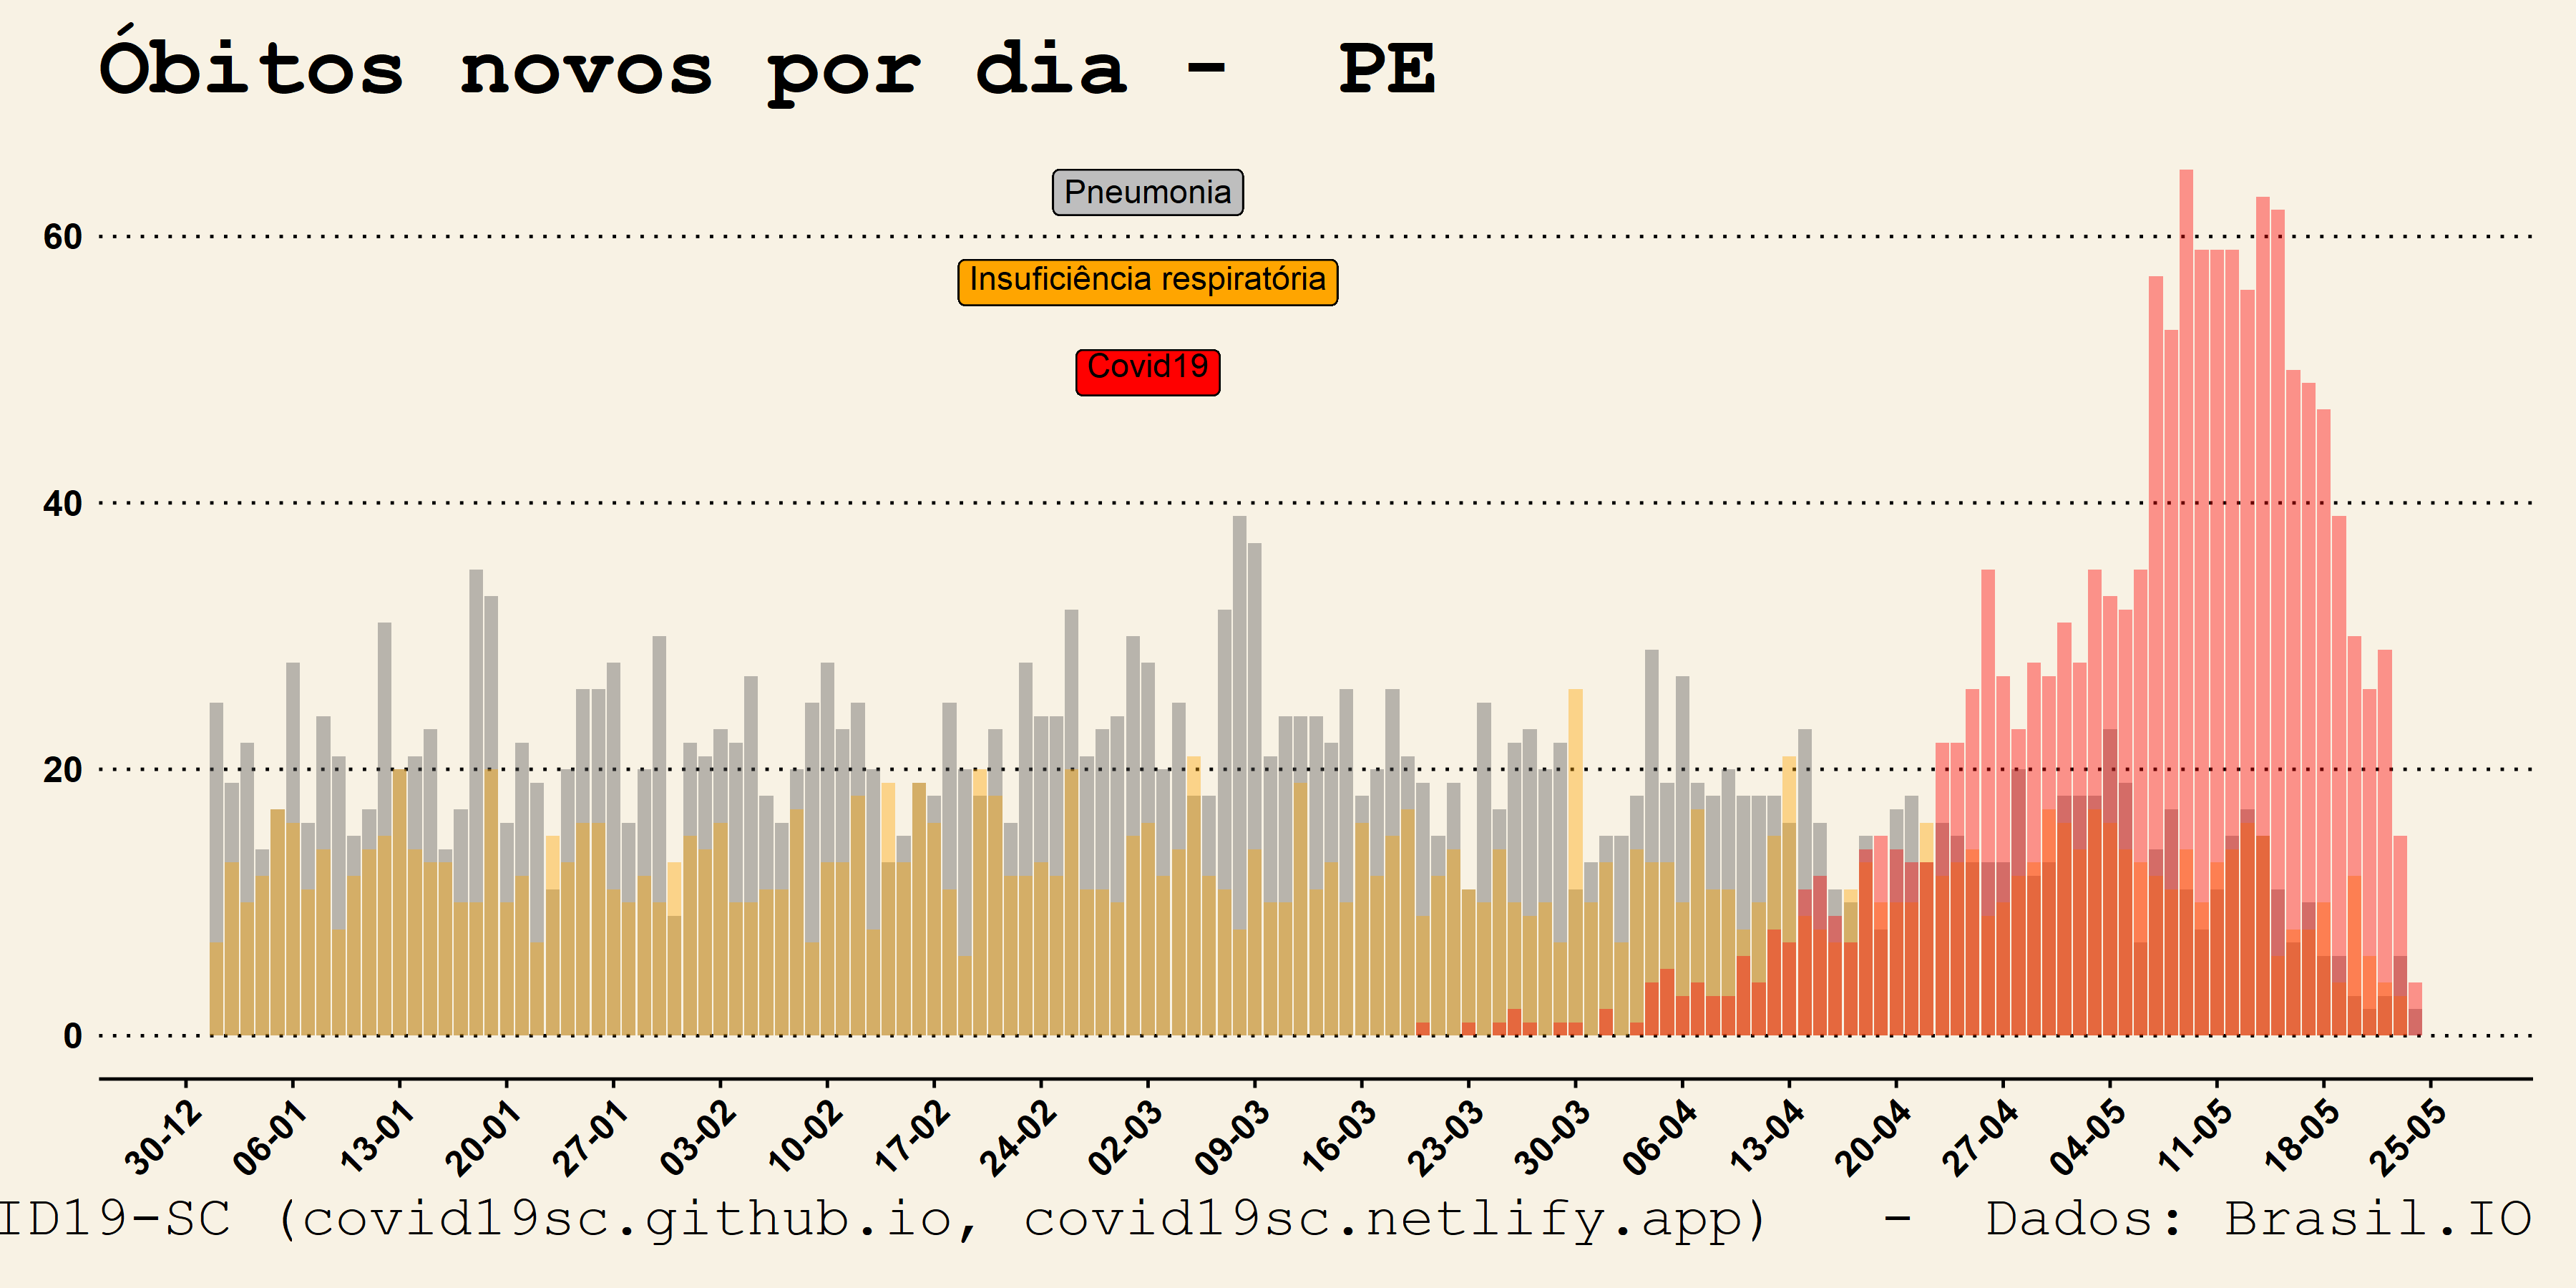 Óbitos novos por dia - PE
Pneumonia
Insuficiência respiratória
Covid19
60
40
20
0
30-12 06-01 13-01 20-01 27-01 03-02 10-02 17-02 24-02 02-03 09-03 16-03 23-03 30-03 06-04 13-04 20-04 27-04 04-05 11-05 18-05 25-05
ID19-SC (covid19sc.github.io, covid19sc.netlify.app) - Dados: Brasil.IO